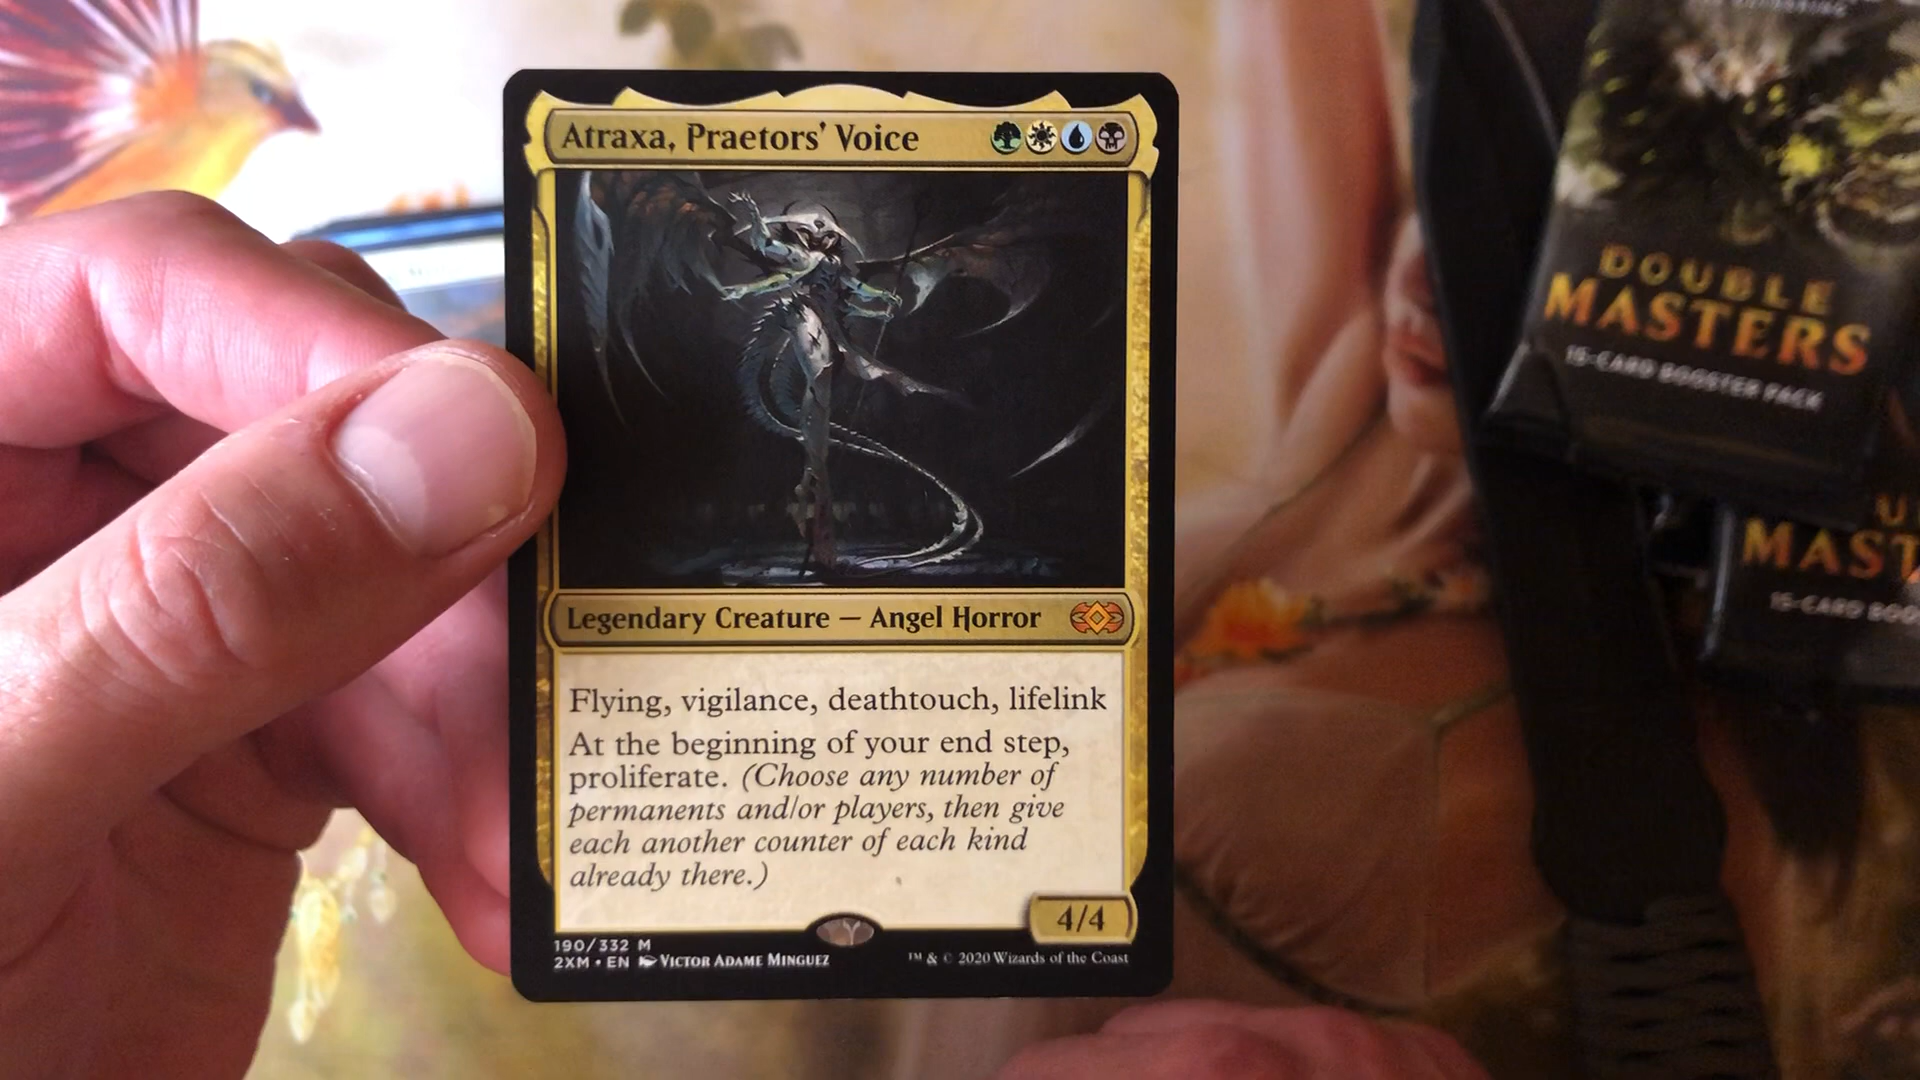 Atraxa, Praetors' Voice
Legendary Creature — Angel Horror
Flying, vigilance, deathtouch, lifelink
At the beginning of your end step,
proliferate. (Choose any number of
permanents and/or players, then give
each another counter of each kind
already there.)
4/4
190/332 M
2XM • EN VICTOR ADAME MINGUEZ
™ & © 2020 Wizards of the Coast
DOUBLE
MASTERS
15-CARD BOOSTER PACK
MAST
15-CARD BOO